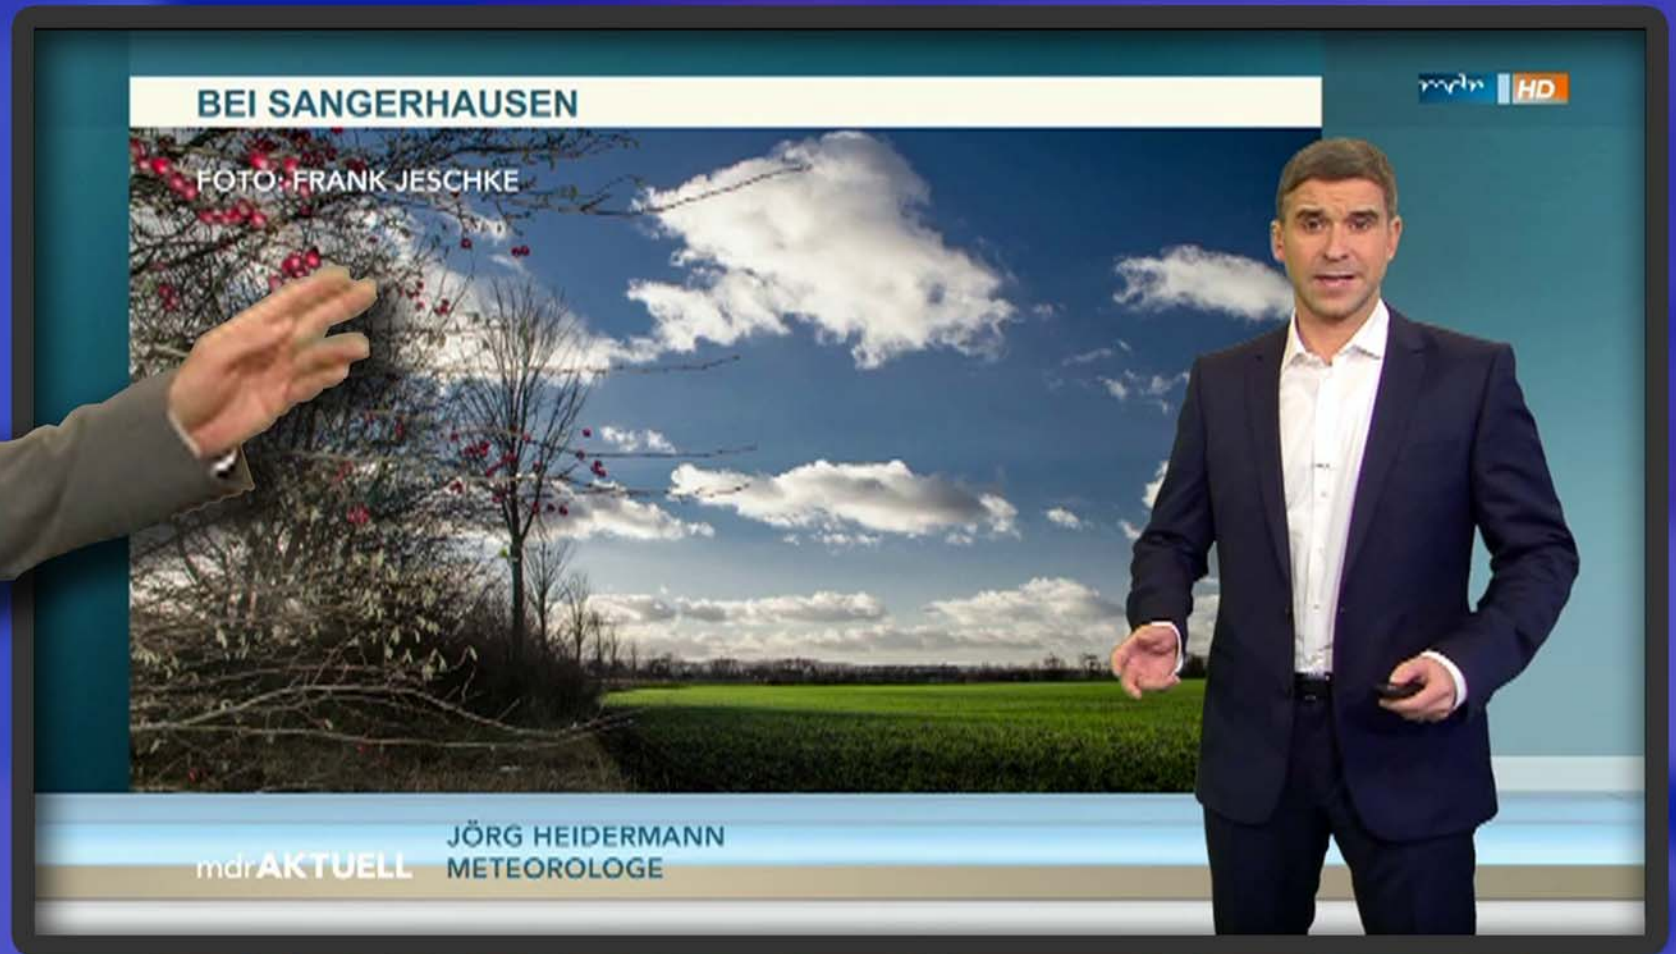 BEI SANGERHAUSEN
mdr HD
FOTO: FRANK JESCHKE
JÖRG HEIDERMANN
mdrAKTUELL METEOROLOGE